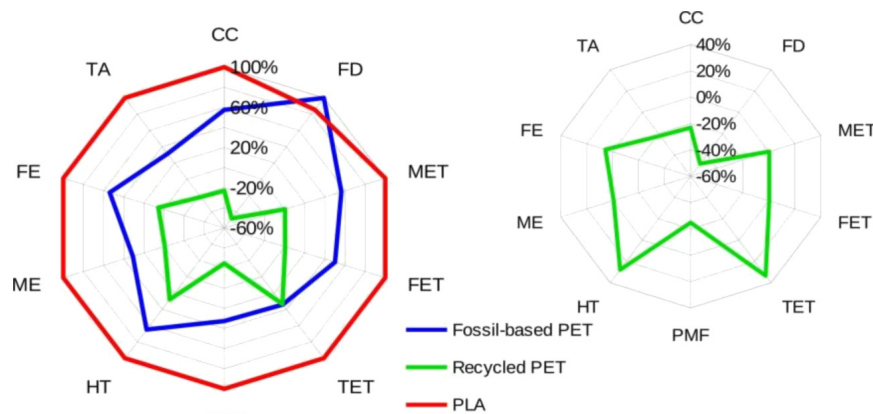 CC
100%
60%
20%
-20%
-60%
FD
MET
FET
TET
HT
ME
FE
TA
Fossil-based PET
Recycled PET
PLA
CC
40%
20%
0%
-20%
-40%
-60%
FD
MET
FET
TET
PMF
HT
ME
FE
TA